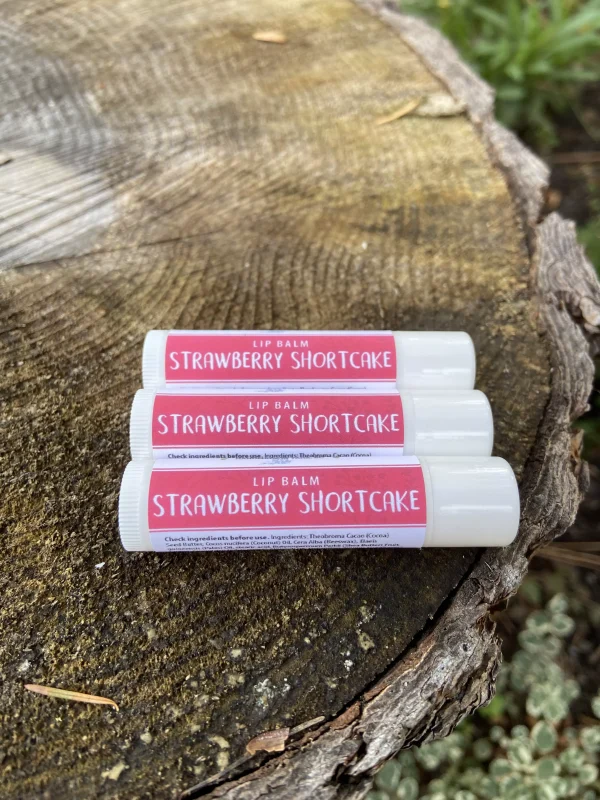 LIP BALM
STRAWBERRY SHORTCAKE
LIP BALM
STRAWBERRY SHORTCAKE
Check ingredients before use. Ingredients: Theobroma Cacao (Cocoa)
LIP BALM
STRAWBERRY SHORTCAKE
Check ingredients before use. Ingredients: Theobroma Cacao (Cocoa)
Seed Butter, Cocos nucifera (Coconut) Oil, Cera Alba (Beeswax), Elaeis